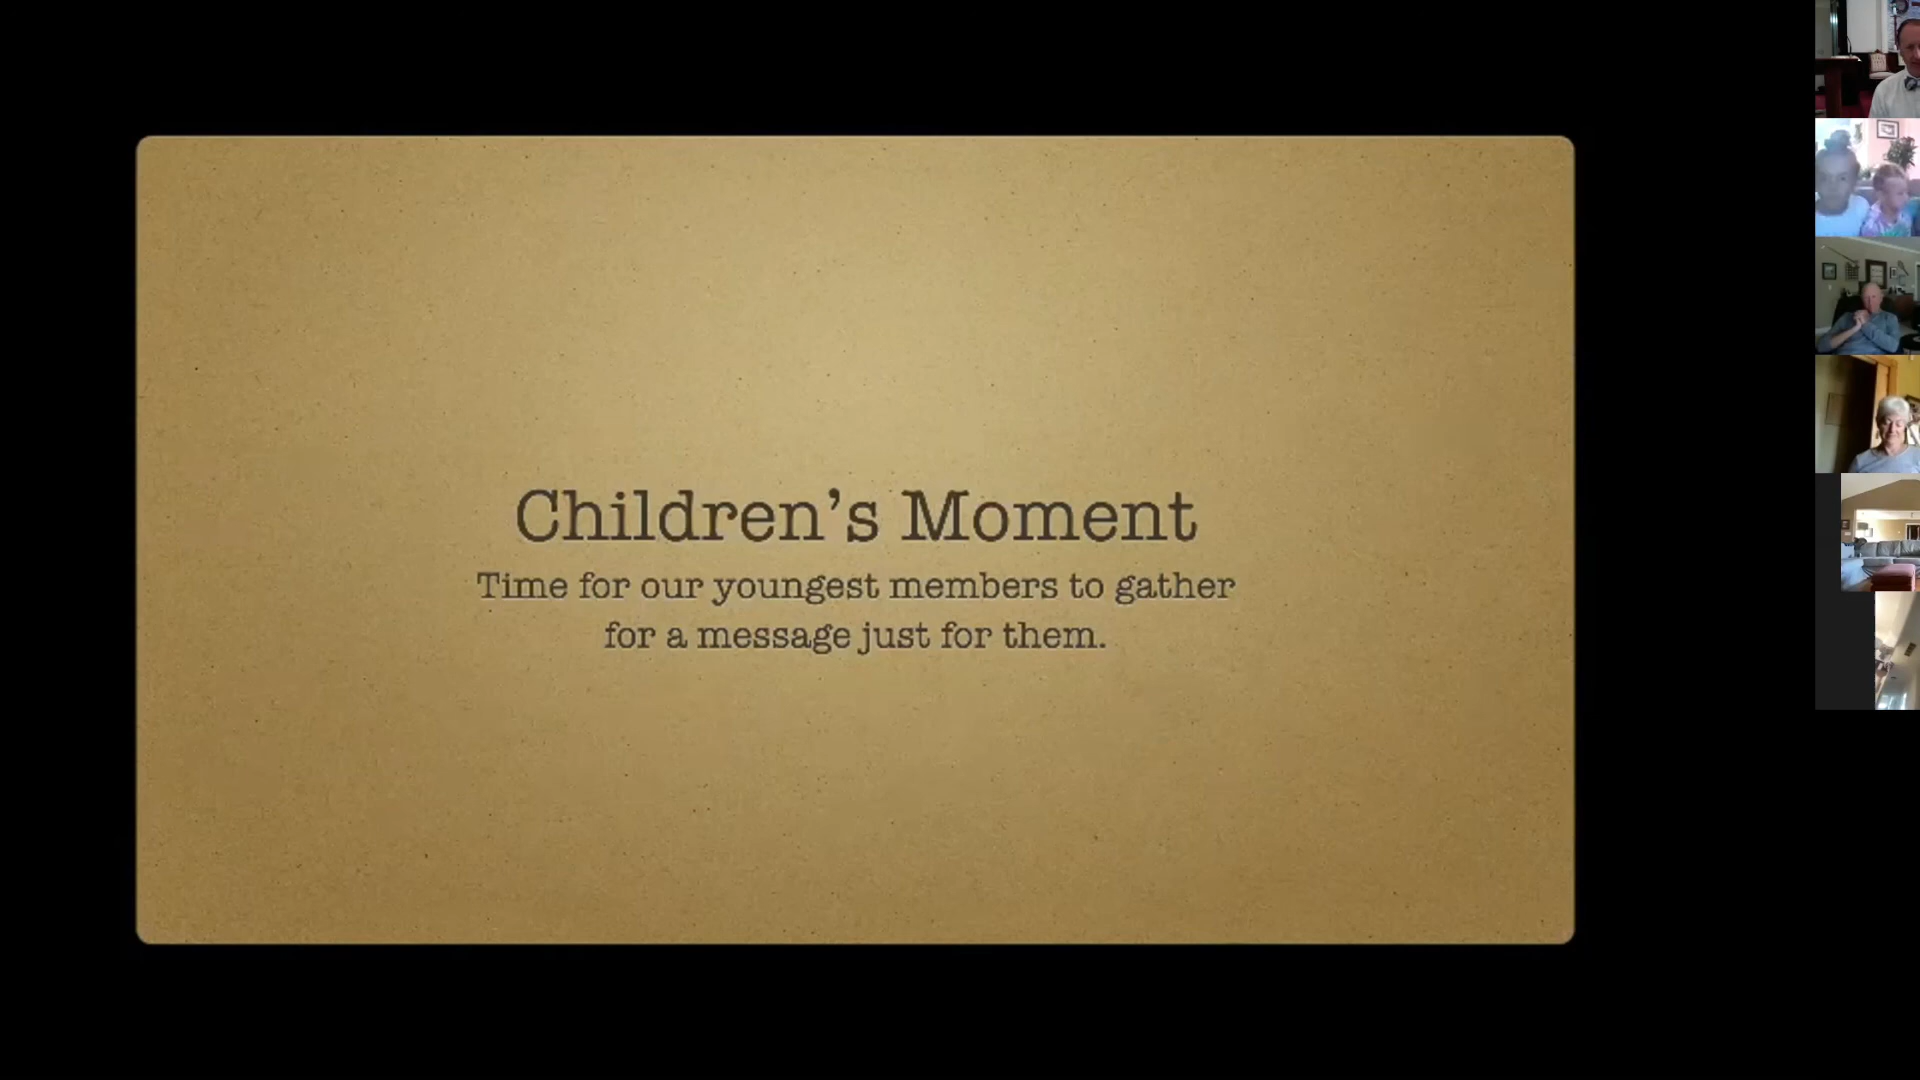 Children's Moment
Time for our youngest members to gather
for a message just for them.